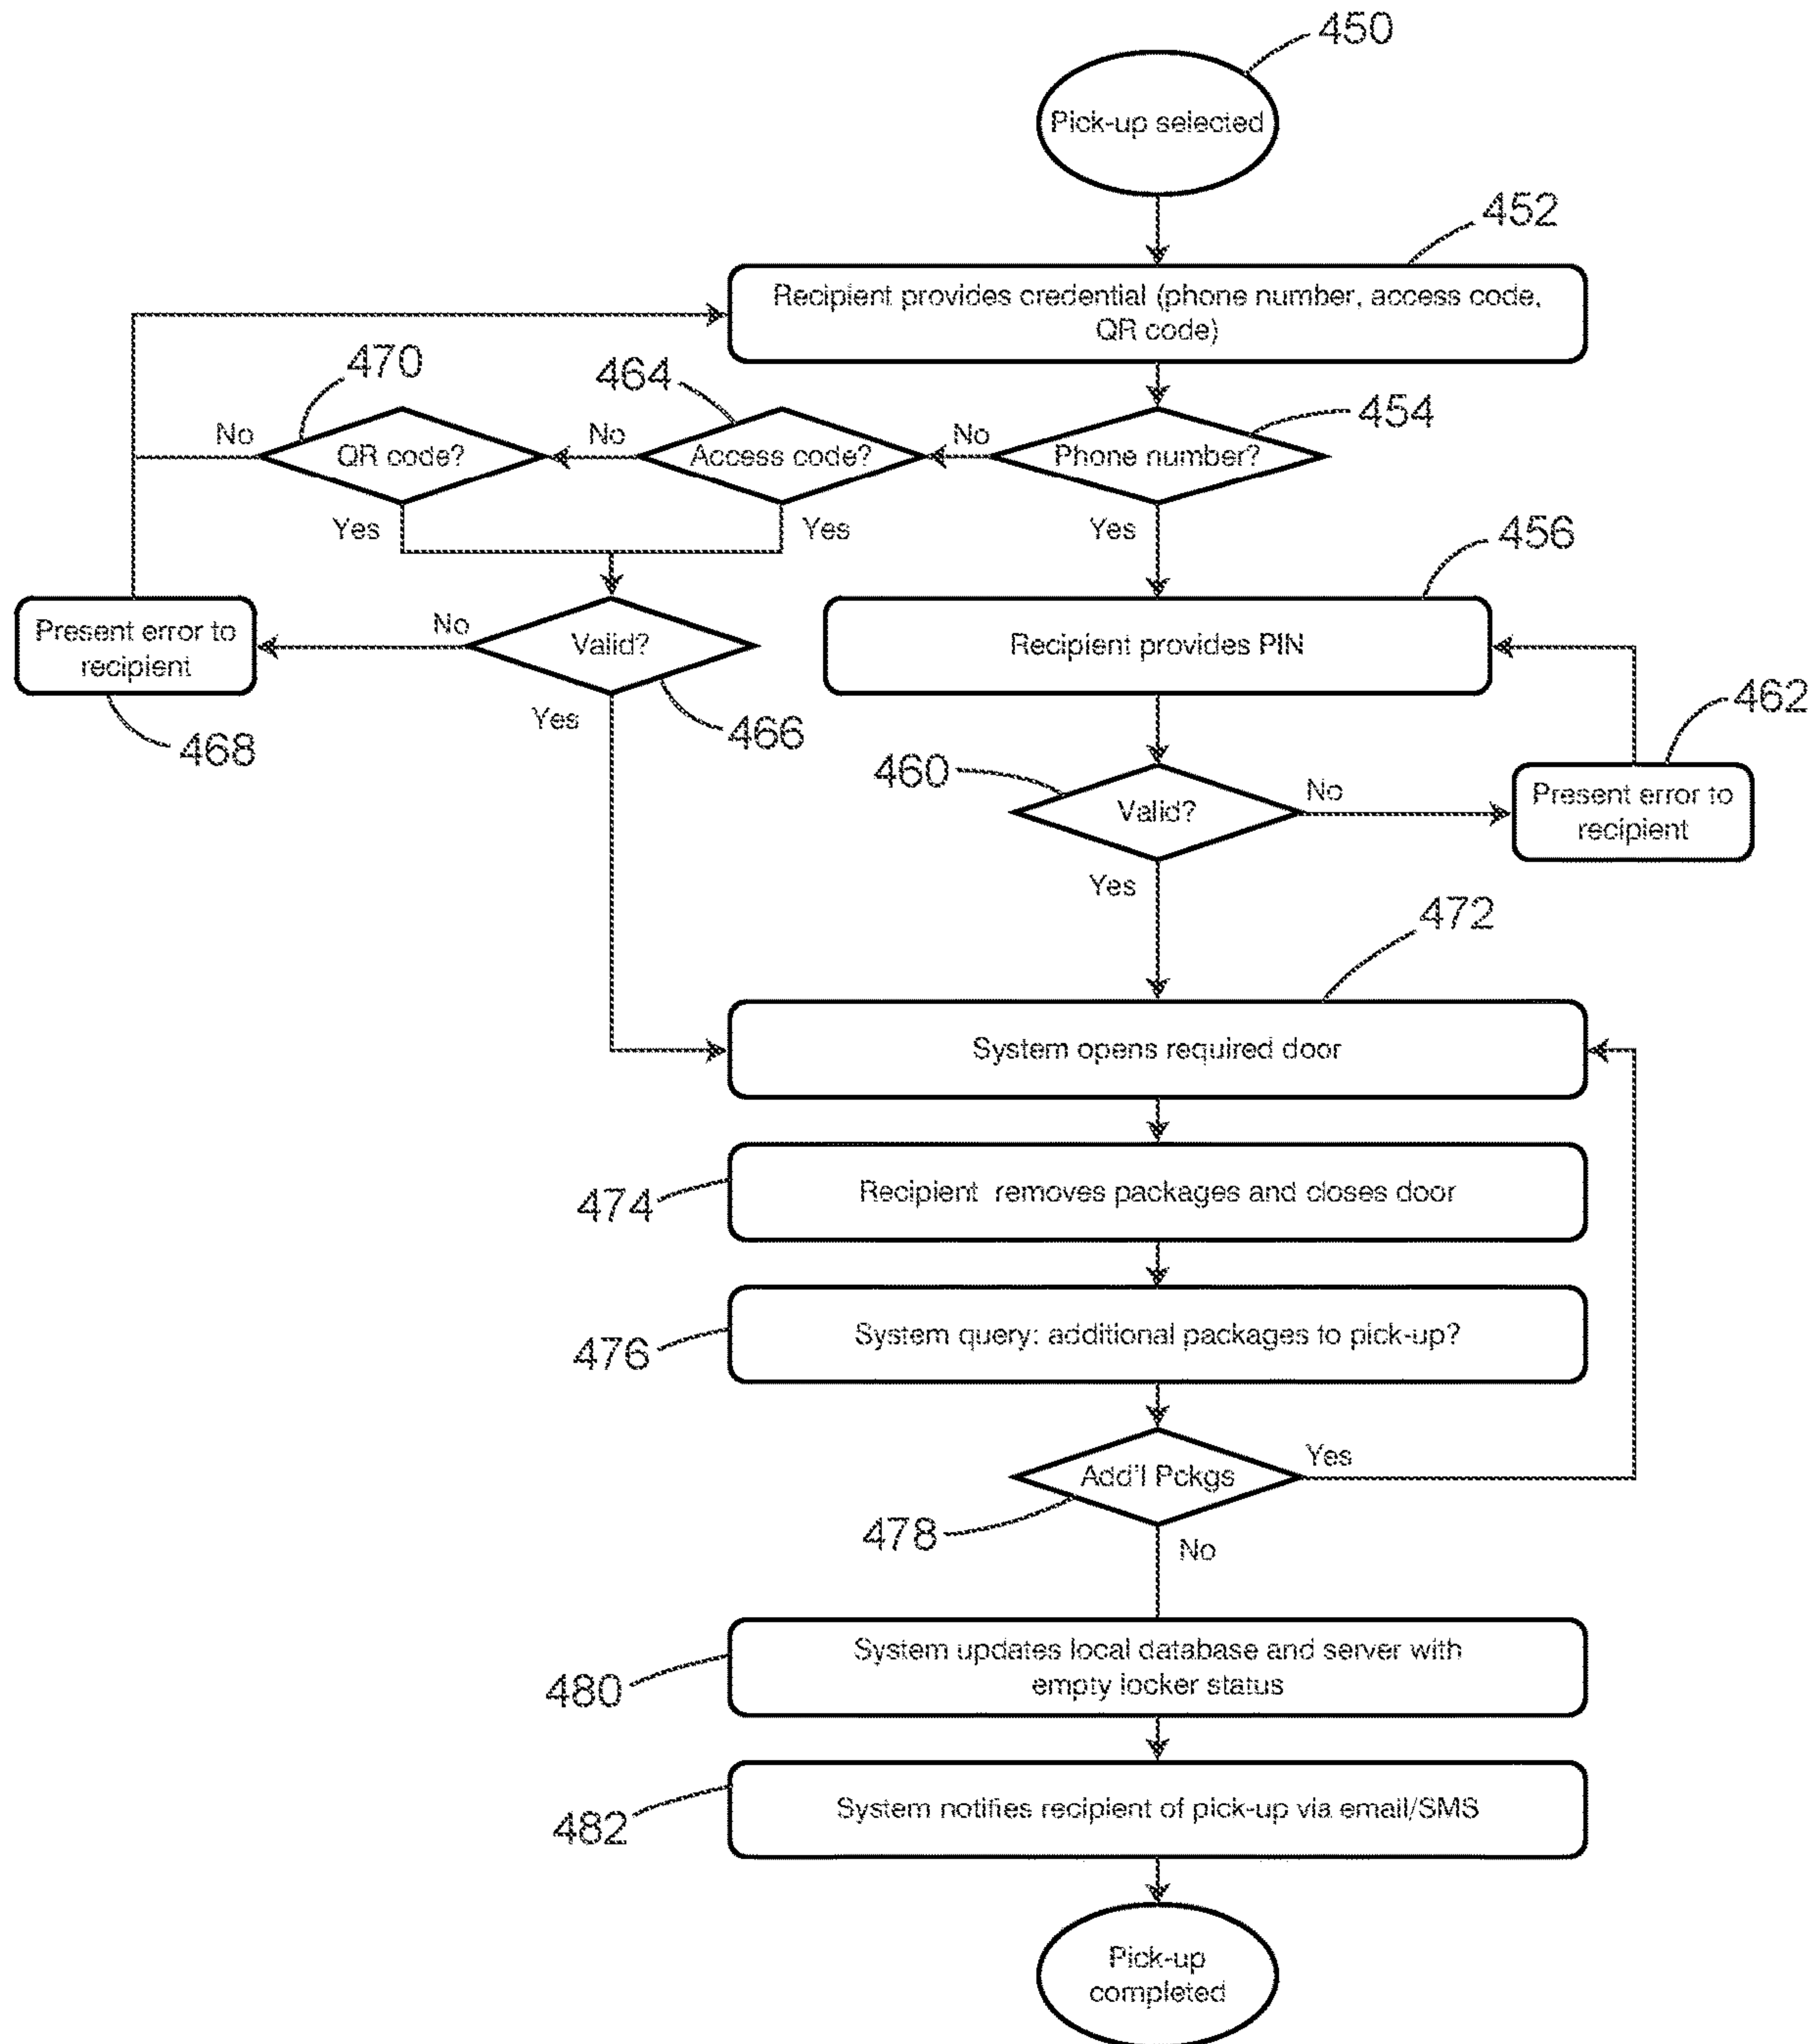 450
Pick-up selected
452
Recipient provides credential (phone number, access code,
QR code)
470
464
454
No
QR code?
No
Access code?
No
Phone number?
Yes
Yes
Yes
456
Present error to
recipient
No
Valid?
Recipient provides PIN
468
Yes
466
462
460
Valid?
No
Present error to
recipient
Yes
472
System opens required door
474
Recipient removes packages and closes door
476
System query: additional packages to pick-up?
Add'l Pckgs
Yes
478
No
480
System updates local database and server with
empty locker status
482
System notifies recipient of pick-up via email/SMS
Pick-up
completed